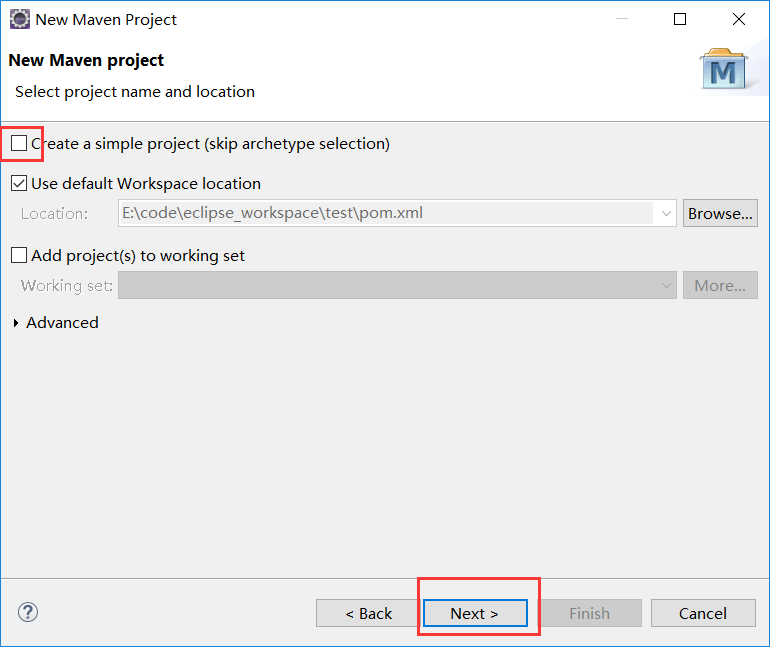 New Maven Project
New Maven project
Select project name and location
M
Create a simple project (skip archetype selection)
Use default Workspace location
Location: E:\code\eclipse_workspace\test\pom.xml Browse...
Add project(s) to working set
Working set: More...
Advanced
? < Back Next > Finish Cancel